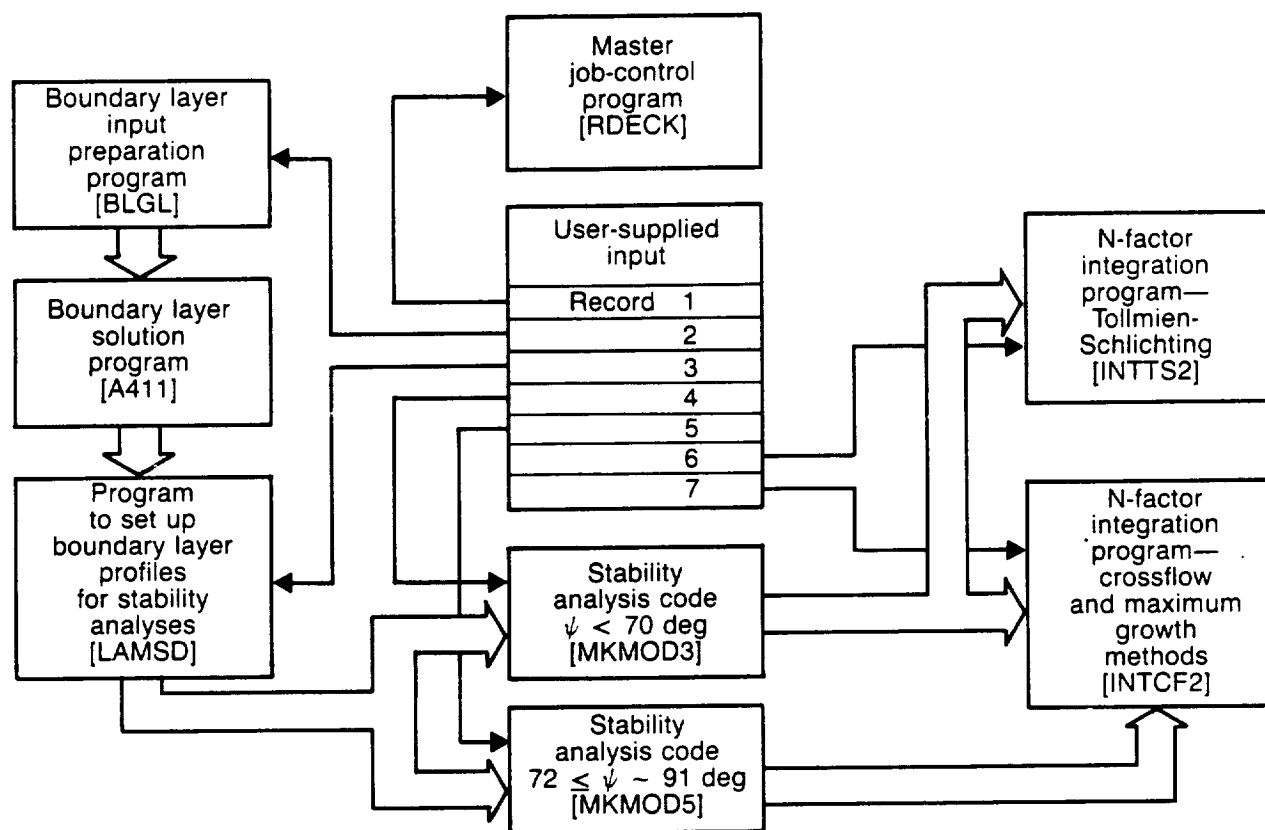 Master
job-control
program
[RDECK]
Boundary layer
input
preparation
program
[BLGL]
Boundary layer
solution
program
[A411]
Program
to set up
boundary layer
profiles
for stability
analyses
[LAMSD]
User-supplied
input
Record 1
2
3
4
5
6
7
Stability
analysis code
ψ < 70 deg
[MKMOD3]
Stability
analysis code
72 ≤ ψ ~ 91 deg
[MKMOD5]
N-factor
integration
program—
Tollmien-
Schlichting
[INTTS2]
N-factor
integration
program—
crossflow
and maximum
growth
methods
[INTCF2]